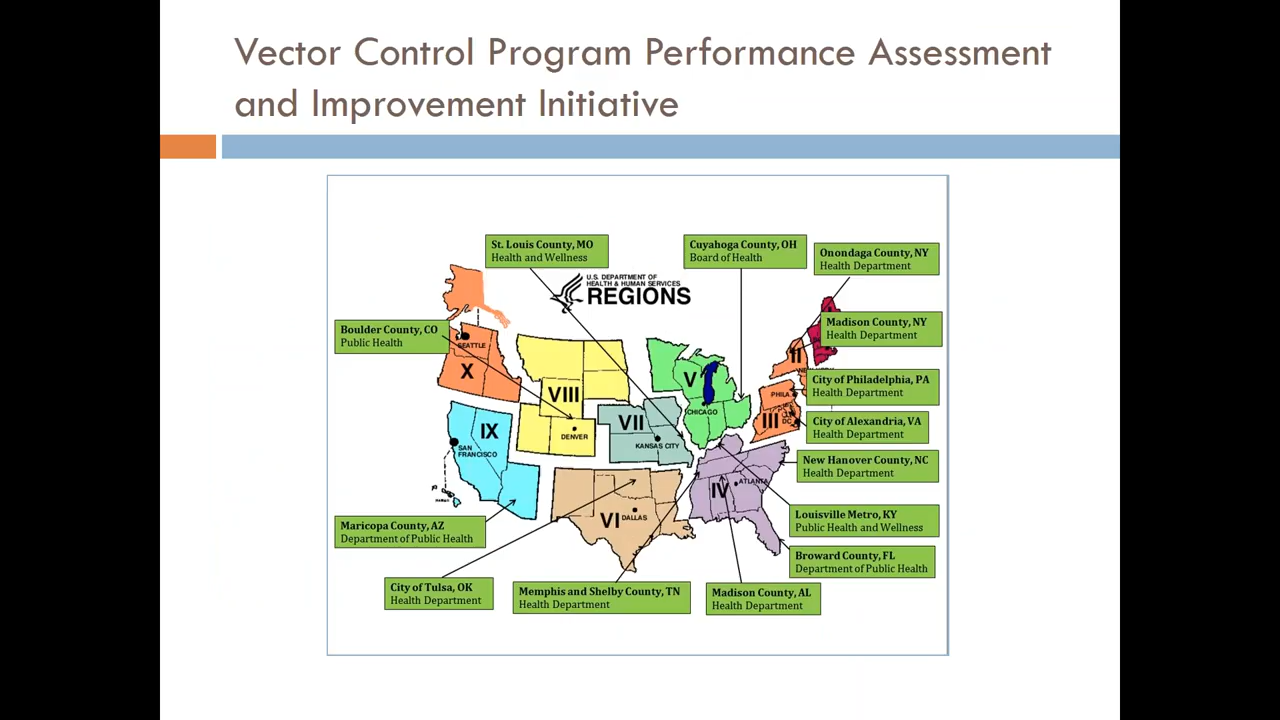 Vector Control Program Performance Assessment
and Improvement Initiative
St. Louis County, MO
Health and Wellness
Cuyahoga County, OH
Board of Health
Onondaga County, NY
Health Department
U.S. DEPARTMENT OF
HEALTH & HUMAN SERVICES
REGIONS
Boulder County, CO
Public Health
Madison County, NY
Health Department
SEATTLE
X
VIII
V
II
CHICAGO
City of Philadelphia, PA
Health Department
PHILA.
III
DC
City of Alexandria, VA
Health Department
IX
SAN
FRANCISCO
DENVER
VII
KANSAS CITY
New Hanover County, NC
Health Department
IV
ATLANTA
VI
DALLAS
Louisville Metro, KY
Public Health and Wellness
Maricopa County, AZ
Department of Public Health
Broward County, FL
Department of Public Health
City of Tulsa, OK
Health Department
Memphis and Shelby County, TN
Health Department
Madison County, AL
Health Department